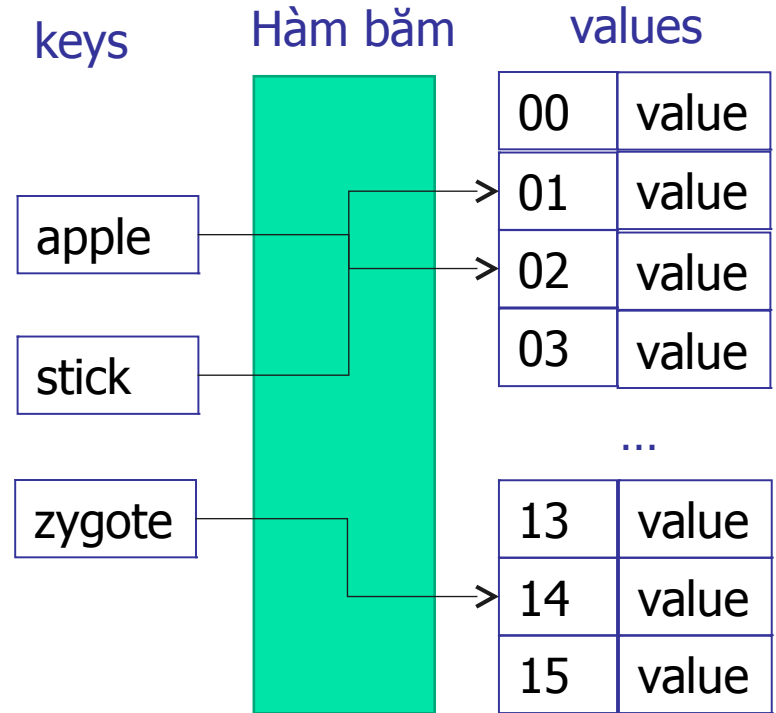 keys
Hàm băm
values
apple
stick
zygote
00 value
01 value
02 value
03 value
...
13 value
14 value
15 value